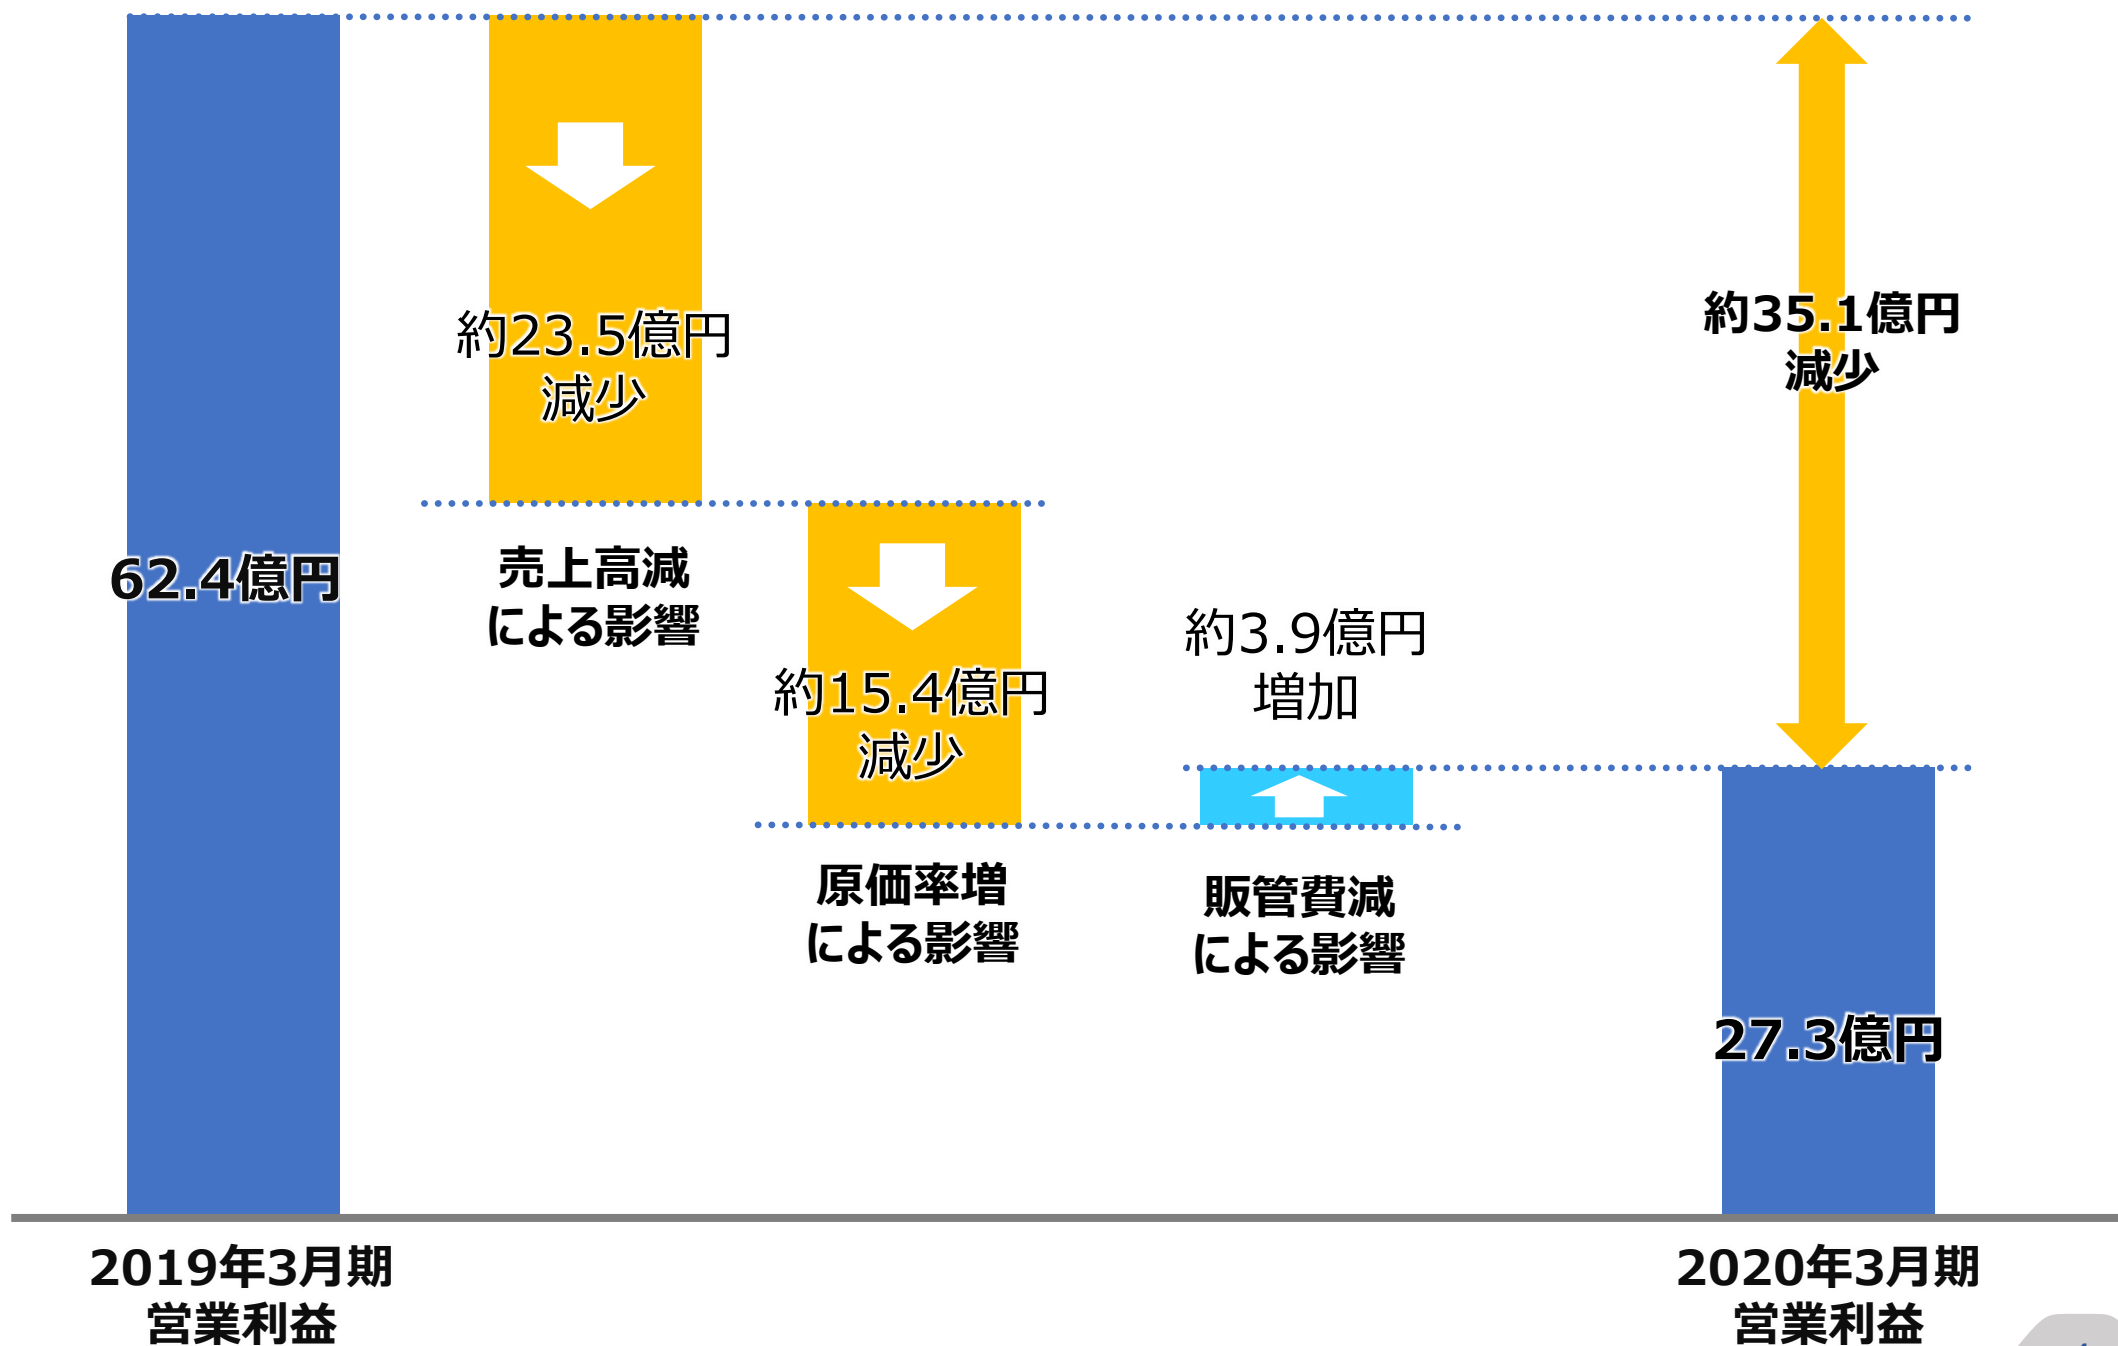 62.4億円
約23.5億円
減少
売上高減
による影響
約15.4億円
減少
原価率増
による影響
約3.9億円
増加
販管費減
による影響
約35.1億円
減少
27.3億円
2019年3月期
営業利益
2020年3月期
営業利益